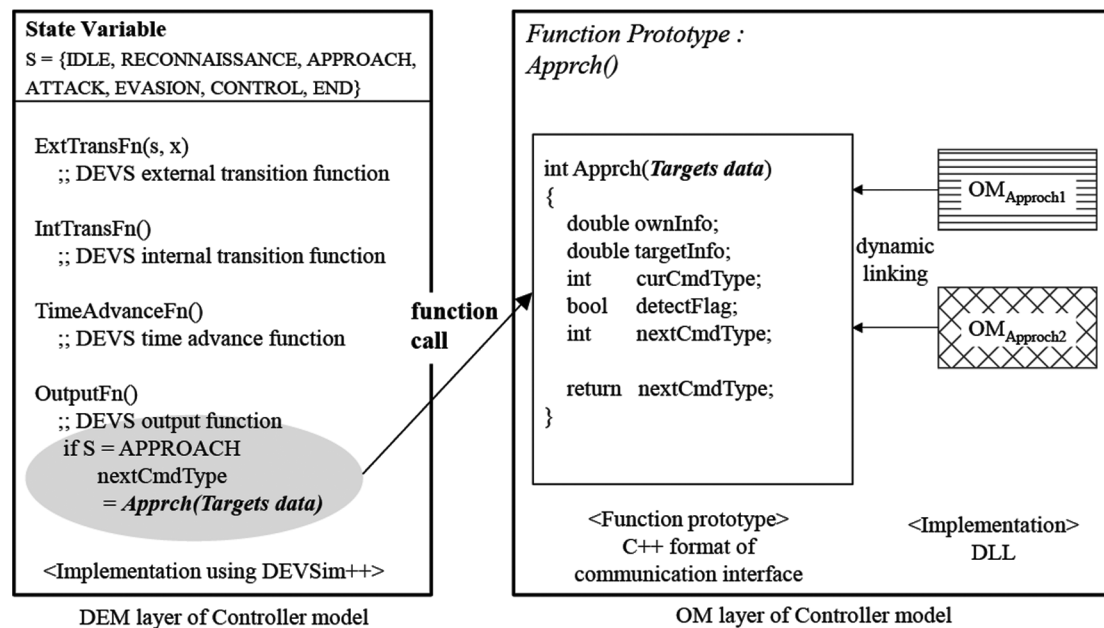 State Variable
S = {IDLE, RECONNAISSANCE, APPROACH,
ATTACK, EVASION, CONTROL, END}
ExtTransFn(s, x)
;; DEVS external transition function
IntTransFn()
;; DEVS internal transition function
TimeAdvanceFn()
;; DEVS time advance function
OutputFn()
;; DEVS output function
if S = APPROACH
nextCmdType
= Apprch(Targets data)
<Implementation using DEVSim++>
DEM layer of Controller model
function
call
Function Prototype :
Apprch()
int Apprch(Targets data)
{
double ownInfo;
double targetInfo;
int curCmdType;
bool detectFlag;
int nextCmdType;
return nextCmdType;
}
<Function prototype>
C++ format of
communication interface
OM Approch1
dynamic
linking
OM Approch2
<Implementation>
DLL
OM layer of Controller model